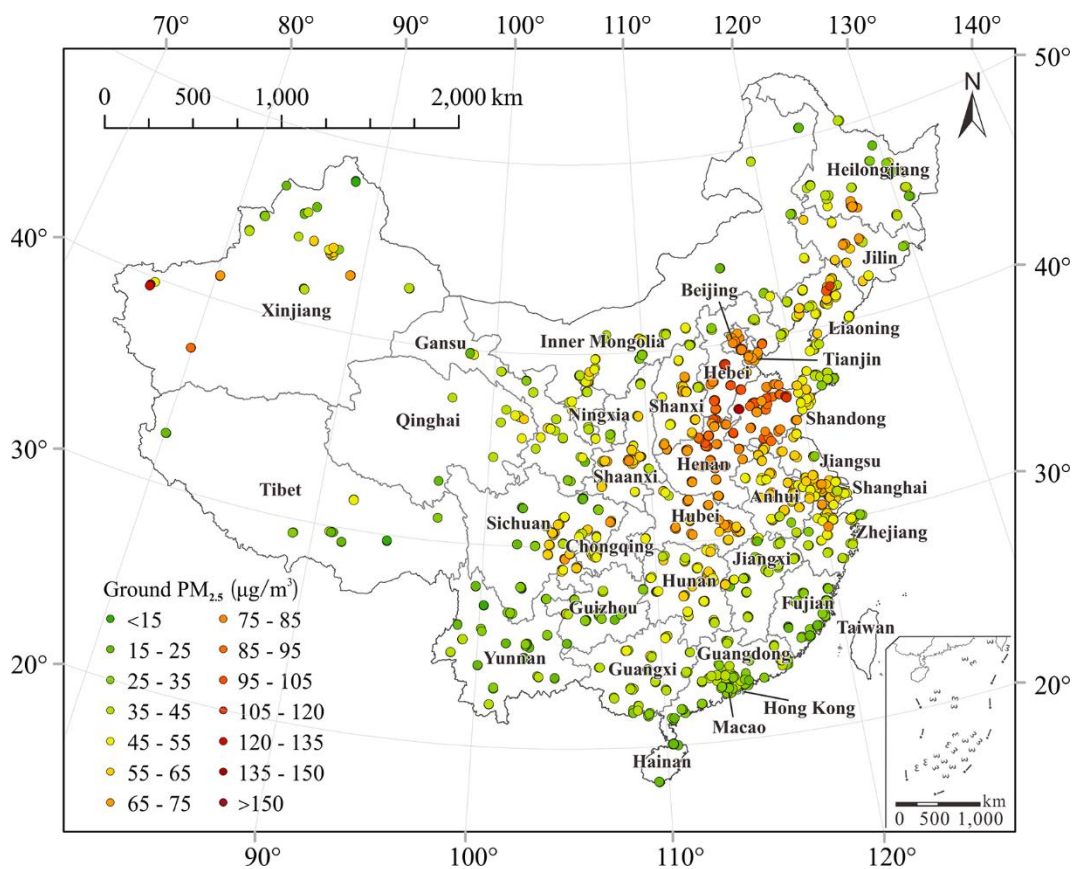 70° 80° 90° 100° 110° 120° 130° 140°
50°
0 500 1,000 2,000 km
N
Heilongjiang
40° 40°
Jilin
Beijing
Xinjiang
Liaoning
Gansu Inner Mongolia
Tianjin
Hebei
Qinghai Ningxia Shanxi
Shandong
30° 30°
Henan Jiangsu
Shaanxi
Shanghai
Tibet Anhui
Hubei
Sichuan
Zhejiang
Chongqing
Jiangxi
Hunan
Ground PM2.5 (μg/m³)
Guizhou Fujian
<15 75 - 85
Taiwan
15 - 25 85 - 95
Yunnan Guangxi Guangdong
20° 20°
25 - 35 95 - 105
35 - 45 105 - 120
Hong Kong
Macao
45 - 55 120 - 135
Hainan
55 - 65 135 - 150
65 - 75 >150
km
0 500 1,000
90° 100° 110° 120°